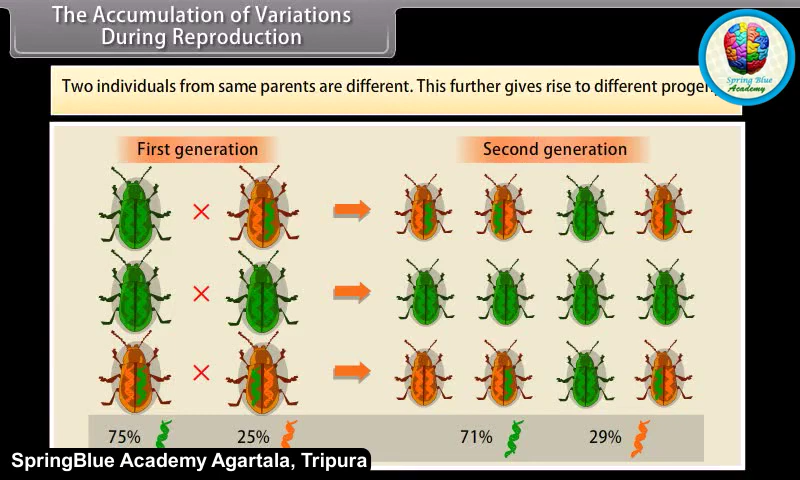 The Accumulation of Variations
During Reproduction
Spring Blue
Academy
Two individuals from same parents are different. This further gives rise to different
First generation
Second generation
75%
25%
71%
29%
SpringBlue Academy Agartala, Tripura